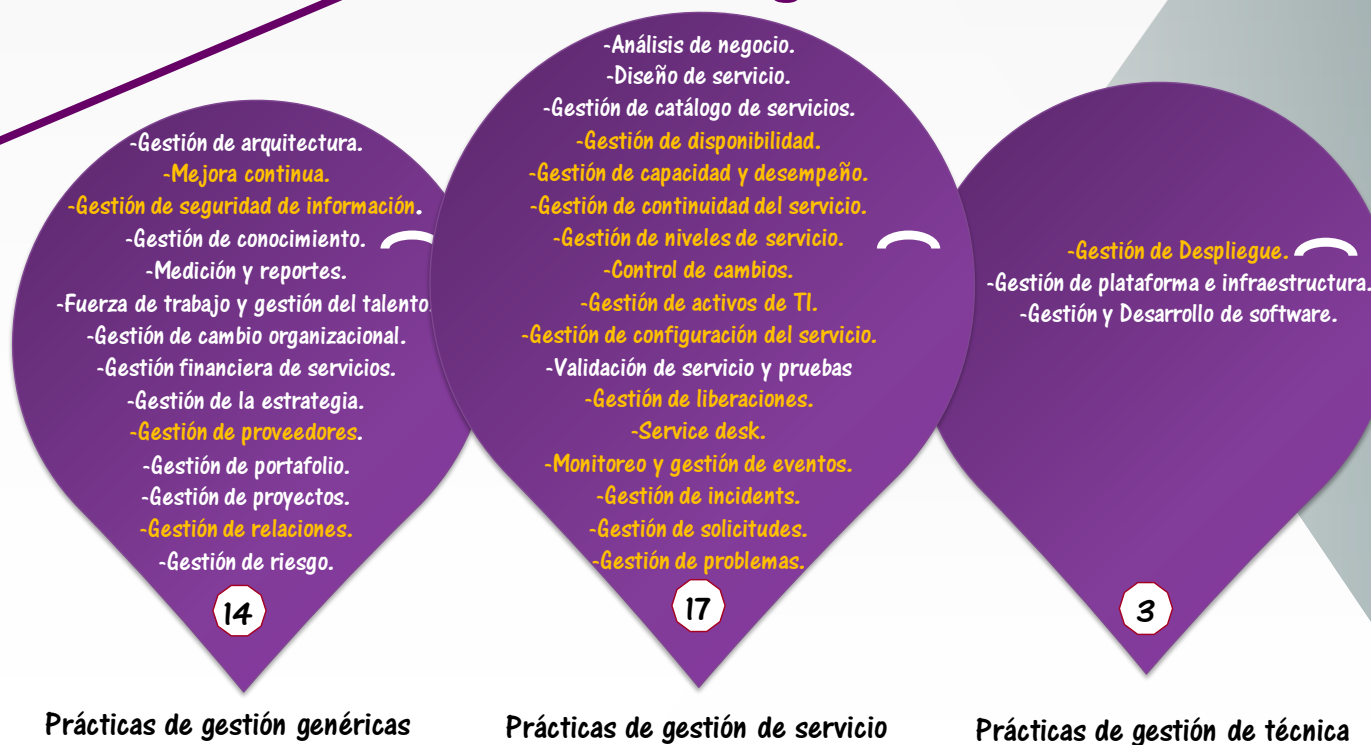 -Gestión de arquitectura.
-Mejora continua.
-Gestión de seguridad de información.
-Gestión de conocimiento.
-Medición y reportes.
-Fuerza de trabajo y gestión del talento.
-Gestión de cambio organizacional.
-Gestión financiera de servicios.
-Gestión de la estrategia.
-Gestión de proveedores.
-Gestión de portafolio.
-Gestión de proyectos.
-Gestión de relaciones.
-Gestión de riesgo.
14
Prácticas de gestión genéricas
-Análisis de negocio.
-Diseño de servicio.
-Gestión de catálogo de servicios.
-Gestión de disponibilidad.
-Gestión de capacidad y desempeño.
-Gestión de continuidad del servicio.
-Gestión de niveles de servicio.
-Control de cambios.
-Gestión de activos de TI.
-Gestión de configuración del servicio.
-Validación de servicio y pruebas
-Gestión de liberaciones.
-Service desk.
-Monitoreo y gestión de eventos.
-Gestión de incidents.
-Gestión de solicitudes.
-Gestión de problemas.
17
Prácticas de gestión de servicio
-Gestión de Despliegue.
-Gestión de plataforma e infraestructura.
-Gestión y Desarrollo de software.
3
Prácticas de gestión de técnica